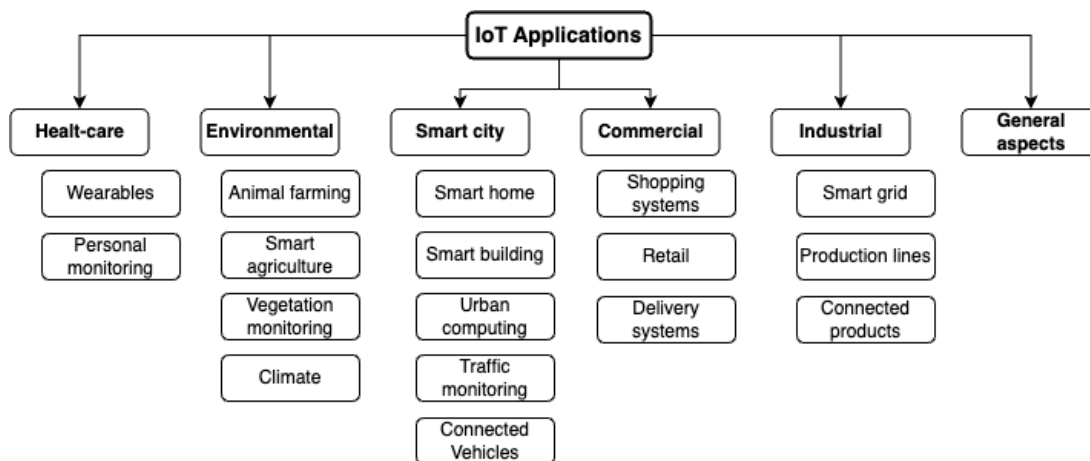 IoT Applications
Healt-care
Environmental
Smart city
Commercial
Industrial
General
aspects
Wearables
Personal
monitoring
Animal farming
Smart
agriculture
Vegetation
monitoring
Climate
Smart home
Smart building
Urban
computing
Traffic
monitoring
Connected
Vehicles
Shopping
systems
Retail
Delivery
systems
Smart grid
Production lines
Connected
products